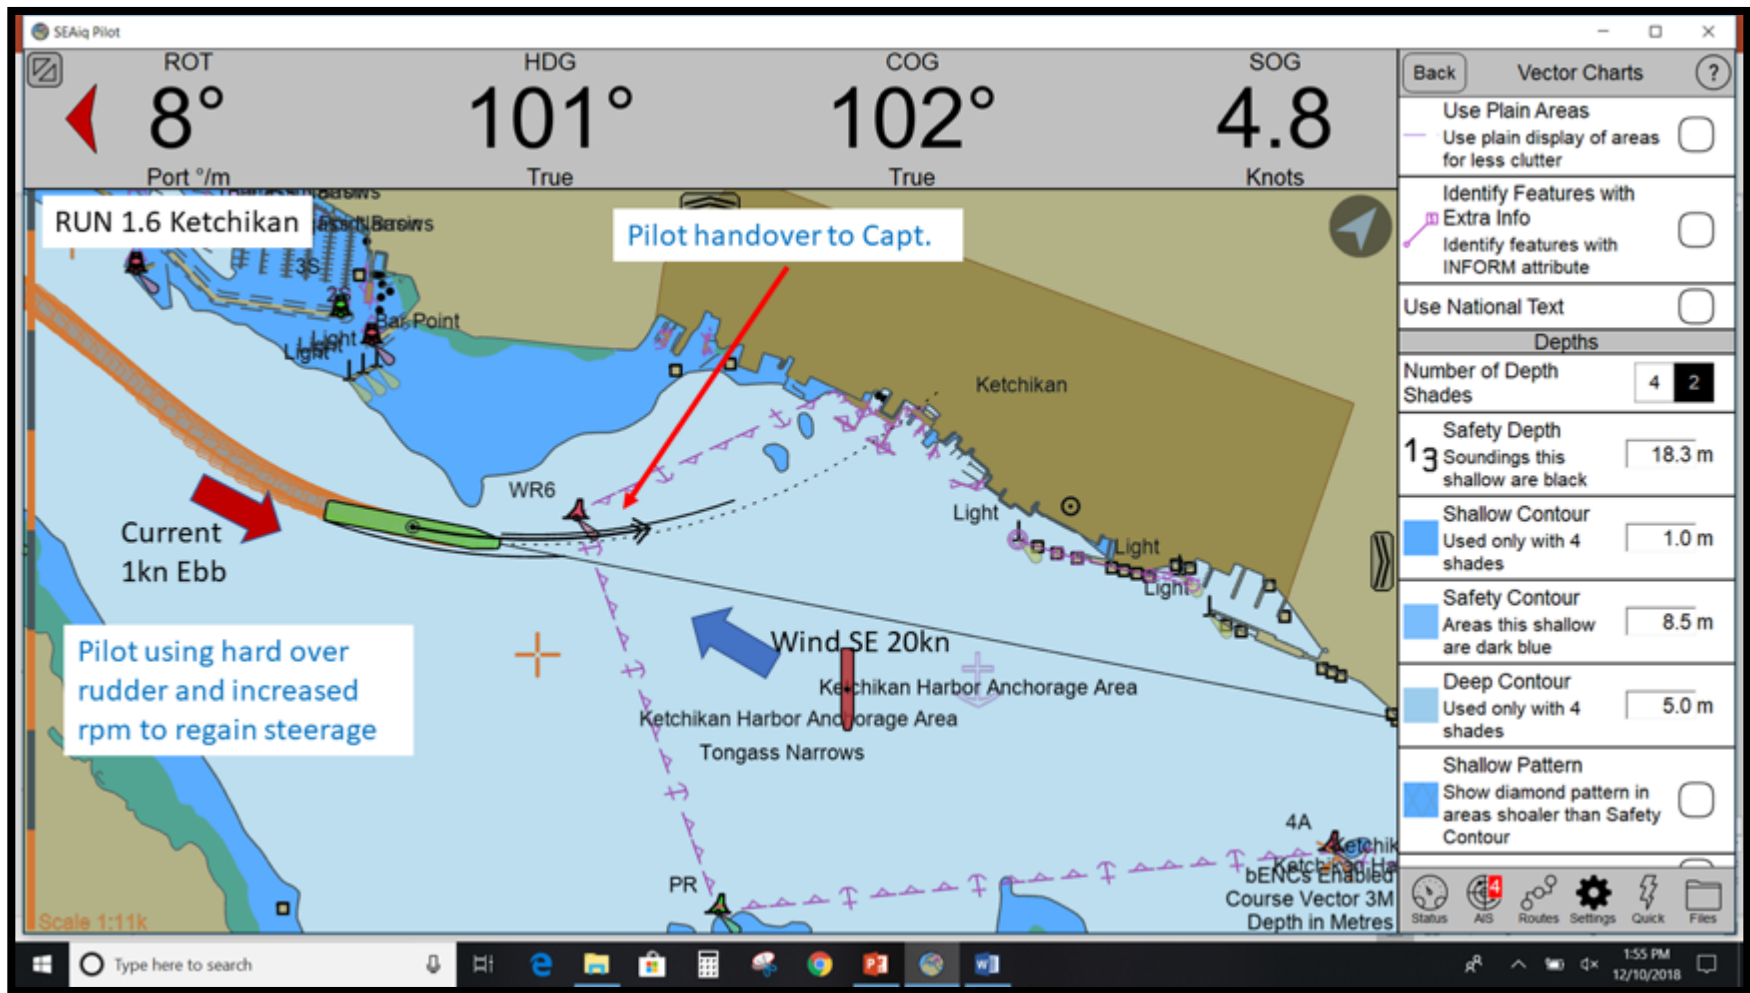 SEAiq Pilot
ROT
8°
Port °/m
HDG
101°
True
COG
102°
True
SOG
4.8
Knots
RUN 1.6 Ketchikan
Pilot handover to Capt.
3S
2S
Bar Point
Light
Light
Ketchikan
WR6
Current
1kn Ebb
Light
Light
Light
Pilot using hard over
rudder and increased
rpm to regain steerage
Wind SE 20kn
Ketchikan Harbor Anchorage Area
Ketchikan Harbor Anchorage Area
Tongass Narrows
4A
PR
bENCs Enabled
Course Vector 3M
Depth in Metres
Scale 1:11k
Back
Vector Charts
?
Use Plain Areas
Use plain display of areas
for less clutter
Identify Features with
Extra Info
Identify features with
INFORM attribute
Use National Text
Depths
Number of Depth
Shades
4 2
13
Safety Depth
Soundings this
shallow are black
18.3 m
Shallow Contour
Used only with 4
shades
1.0 m
Safety Contour
Areas this shallow
are dark blue
8.5 m
Deep Contour
Used only with 4
shades
5.0 m
Shallow Pattern
Show diamond pattern in
areas shoaler than Safety
Contour
4
Status
AIS
Routes
Settings
Quick
Files
Type here to search
1:55 PM
12/10/2018